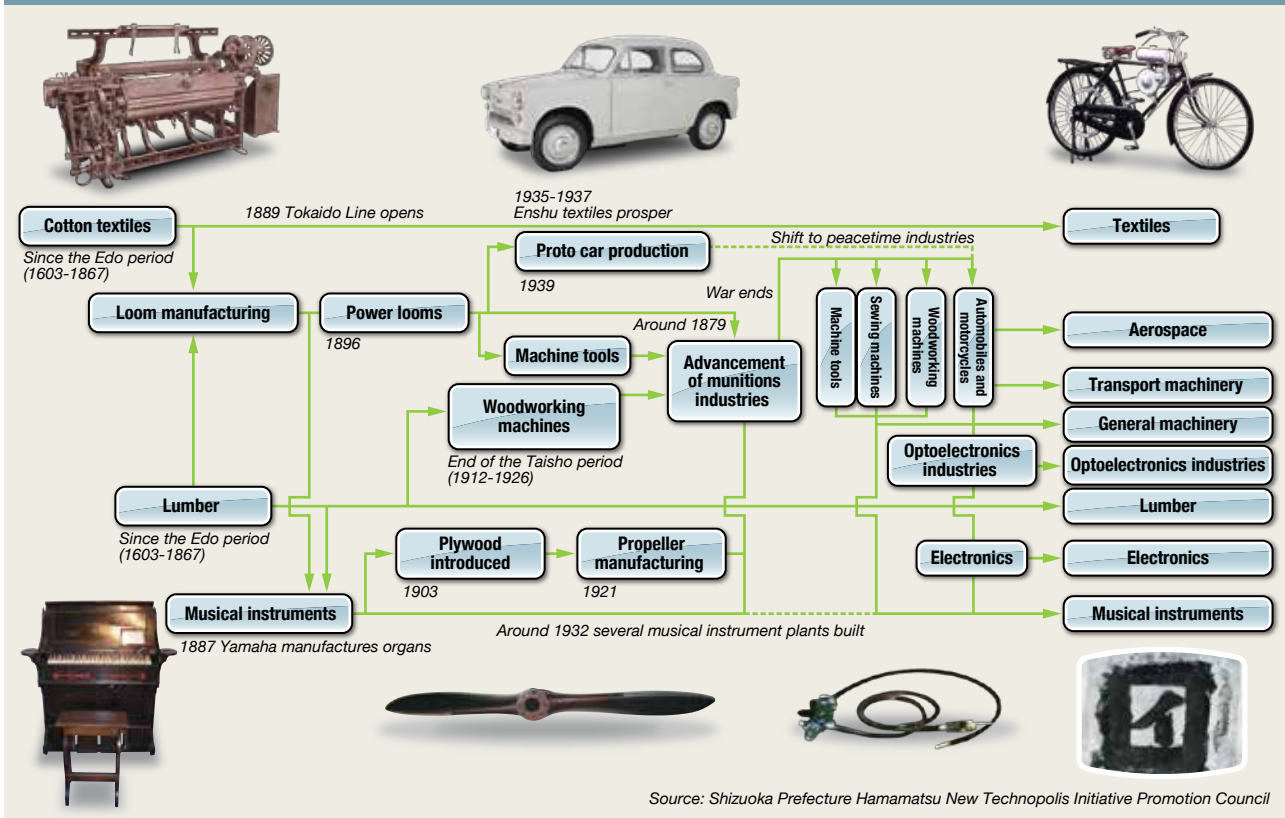 1935-1937
Enshu textiles prosper
1889 Tokaido Line opens
Cotton textiles
Since the Edo period
(1603-1867)
Textiles
Proto car production
1939
Shift to peacetime industries
War ends
Loom manufacturing
Power looms
1896
Around 1879
Machine tools
Advancement
of munitions
industries
Machine tools
Sewing machines
Woodworking
machines
Automobiles and
motorcycles
Aerospace
Transport machinery
General machinery
Woodworking
machines
End of the Taisho period
(1912-1926)
Optoelectronics
industries
Optoelectronics industries
Lumber
Since the Edo period
(1603-1867)
Lumber
Plywood
introduced
1903
Propeller
manufacturing
1921
Electronics
Electronics
Musical instruments
1887 Yamaha manufactures organs
Around 1932 several musical instrument plants built
Musical instruments
イ
Source: Shizuoka Prefecture Hamamatsu New Technopolis Initiative Promotion Council